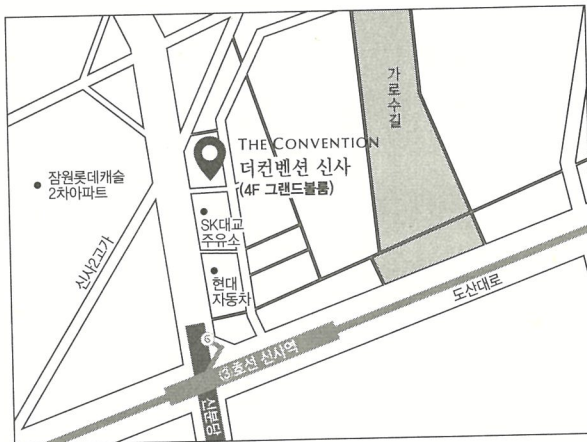 가로수길
THE CONVENTION
더컨벤션 신사
(4F 그랜드볼룸)
잠원롯데캐슬
2차아파트
SK대교
주유소
신사2고가
현대
자동차
도산대로
6
3호선 신사역
신분당